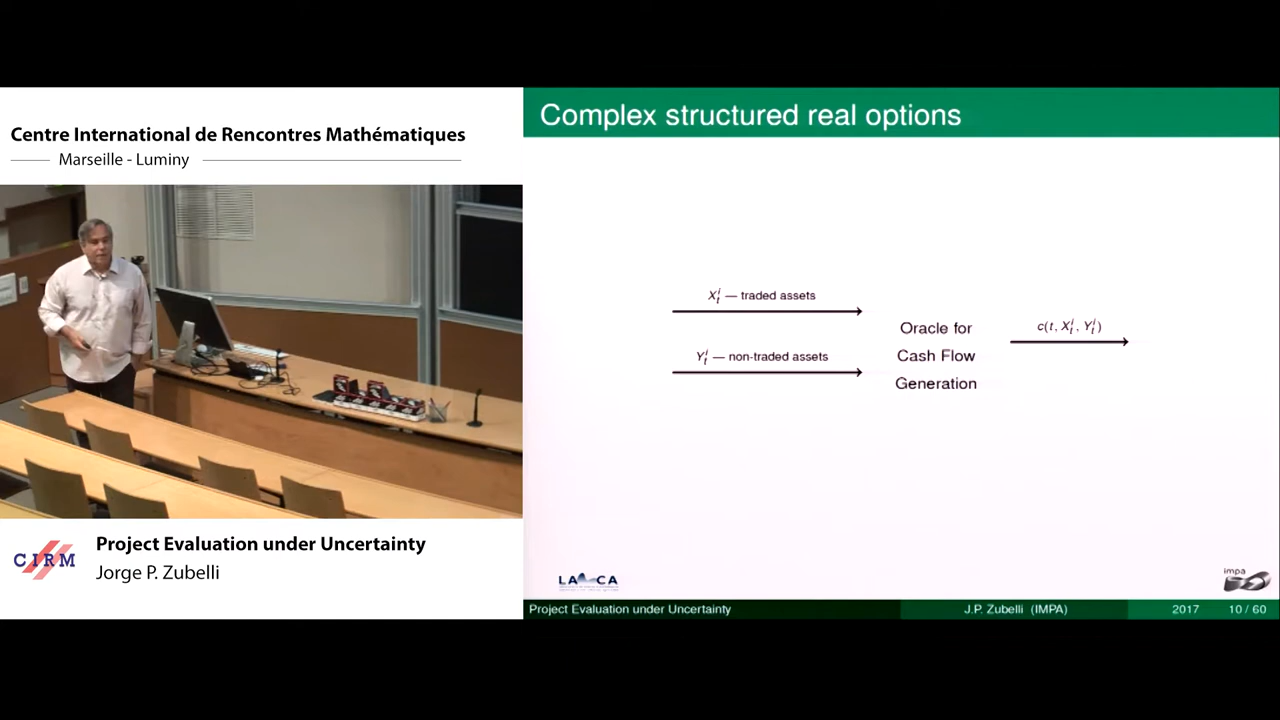 Centre International de Rencontres Mathématiques
Marseille - Luminy
CIRM
Project Evaluation under Uncertainty
Jorge P. Zubelli
Complex structured real options
X_t^i — traded assets
Y_t^j — non-traded assets
Oracle for
Cash Flow
Generation
c(t, X_t^i, Y_t^j)
LAMCA
impa
Project Evaluation under Uncertainty
J.P. Zubelli (IMPA)
2017
10 / 60